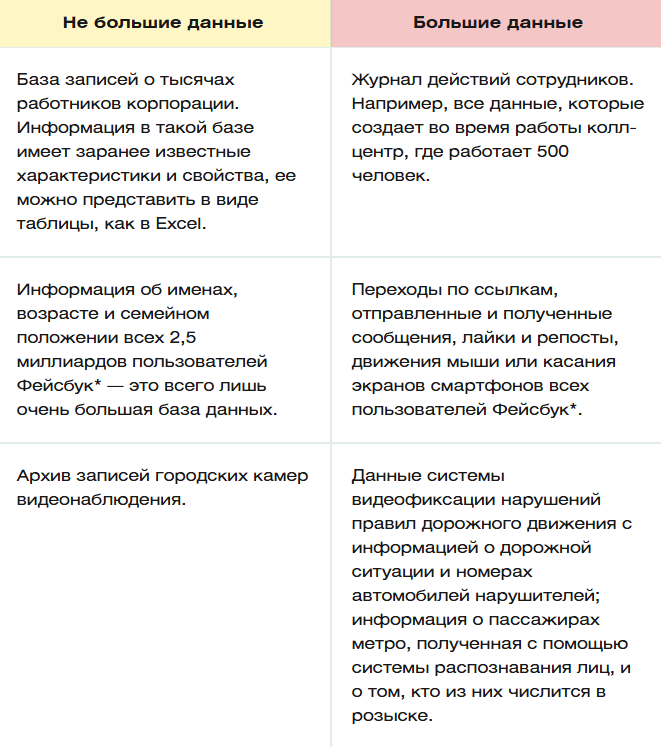 Не большие данные
Большие данные
База записей о тысячах
работников корпорации.
Информация в такой базе
имеет заранее известные
характеристики и свойства, ее
можно представить в виде
таблицы, как в Excel.
Журнал действий сотрудников.
Например, все данные, которые
создает во время работы колл-
центр, где работает 500
человек.
Информация об именах,
возрасте и семейном
положении всех 2,5
миллиардов пользователей
Фейсбук* — это всего лишь
очень большая база данных.
Переходы по ссылкам,
отправленные и полученные
сообщения, лайки и репосты,
движения мыши или касания
экранов смартфонов всех
пользователей Фейсбук*.
Архив записей городских камер
видеонаблюдения.
Данные системы
видеофиксации нарушений
правил дорожного движения с
информацией о дорожной
ситуации и номерах
автомобилей нарушителей;
информация о пассажирах
метро, полученная с помощью
системы распознавания лиц, и
о том, кто из них числится в
розыске.